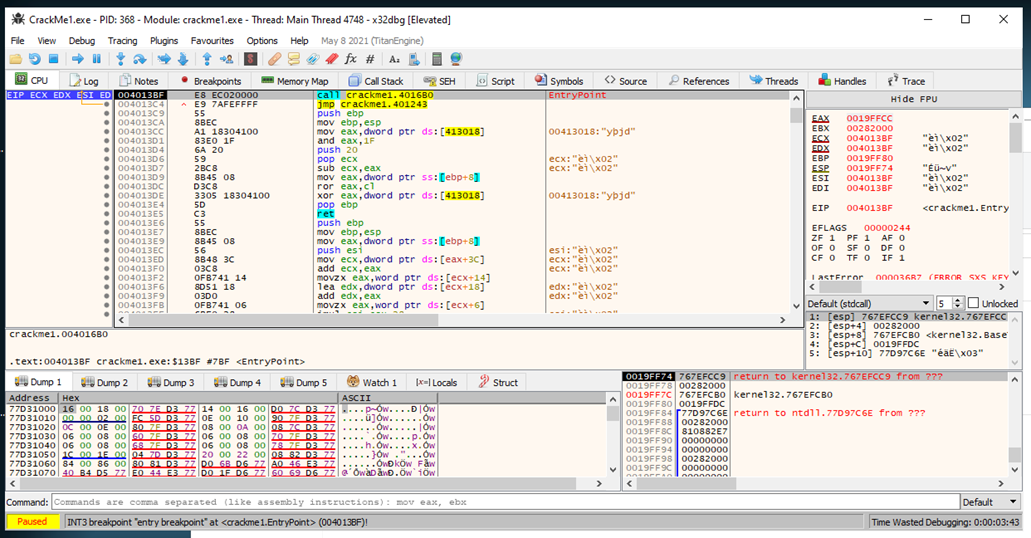 CrackMe1.exe - PID: 368 - Module: crackme1.exe - Thread: Main Thread 4748 - x32dbg [Elevated]
File View Debug Tracing Plugins Favourites Options Help May 8 2021 (TitanEngine)
CPU Log Notes Breakpoints Memory Map Call Stack SEH Script Symbols Source References Threads Handles Trace
EIP ECX EDX ESI ED
004013BF E8 EC020000 call crackme1.4016B0 EntryPoint
004013C4 E9 7AFEFFFF jmp crackme1.401243
004013C9 55 push ebp
004013CA 8BEC mov ebp,esp
004013CC A1 18304100 mov eax,dword ptr ds:[413018] 00413018:"ypjd"
004013D1 83E0 1F and eax,1F
004013D4 6A 20 push 20
004013D6 59 pop ecx ecx:"èì\x02"
004013D7 2BC8 sub ecx,eax ecx:"èì\x02"
004013D9 8B45 08 mov eax,dword ptr ss:[ebp+8]
004013DC D3C8 ror eax,cl
004013DE 3305 18304100 xor eax,dword ptr ds:[413018] 00413018:"ypjd"
004013E4 5D pop ebp
004013E5 C3 ret
004013E6 55 push ebp
004013E7 8BEC mov ebp,esp
004013E9 8B45 08 mov eax,dword ptr ss:[ebp+8]
004013EC 56 push esi esi:"èì\x02"
004013ED 8B48 3C mov ecx,dword ptr ds:[eax+3C] ecx:"èì\x02"
004013F0 03C8 add ecx,eax ecx:"èì\x02"
004013F2 0FB741 14 movzx eax,word ptr ds:[ecx+14]
004013F6 8D51 18 lea edx,dword ptr ds:[ecx+18] edx:"èì\x02"
004013F9 03D0 add edx,eax edx:"èì\x02"
004013FB 0FB741 06 movzx eax,word ptr ds:[ecx+6]
Hide FPU
EAX 0019FFCC
EBX 00282000
ECX 004013BF "èì\x02"
EDX 004013BF "èì\x02"
EBP 0019FF80
ESP 0019FF74 "Éü~v"
ESI 004013BF "èì\x02"
EDI 004013BF "èì\x02"
EIP 004013BF <crackme1.Entry
EFLAGS 00000244
ZF 1 PF 1 AF 0
OF 0 SF 0 DF 0
CF 0 TF 0 IF 1
LastError 000036B7 (ERROR_SXS_KEY
Default (stdcall) 5 Unlocked
1: [esp] 767EFCC9 kernel32.767EFCC9
2: [esp+4] 00282000
3: [esp+8] 767EFCB0 <kernel32.Base
4: [esp+C] 0019FFDC
5: [esp+10] 77D97C6E "éäË\x03"
crackme1.004016B0
.text:004013BF crackme1.exe:$13BF #7BF <EntryPoint>
Dump 1 Dump 2 Dump 3 Dump 4 Dump 5 Watch 1 Locals Struct
Address Hex ASCII
77D31000 16 00 18 00 70 7E D3 77 14 00 16 00 D0 7C D3 77
77D31010 00 00 02 00 FC 5D D3 77 0E 00 10 00 90 7F D3 77
77D31020 0C 00 0E 00 80 7F D3 77 08 00 0A 00 08 7C D3 77
77D31030 06 00 08 00 60 7F D3 77 06 00 08 00 70 7F D3 77
77D31040 06 00 08 00 68 7F D3 77 06 00 08 00 78 7F D3 77
77D31050 1C 00 1E 00 04 7D D3 77 20 00 22 00 08 82 D3 77
77D31060 84 00 86 00 80 81 D3 77 D0 6B D6 77 A0 46 E3 77
77D31070 40 B4 D5 77 E0 44 E3 77 D0 1F D6 77 60 69 D6 77
0019FF74 767EFCC9 return to kernel32.767EFCC9 from ???
0019FF78 00282000
0019FF7C 767EFCB0 kernel32.767EFCB0
0019FF80 0019FFDC
0019FF84 77D97C6E return to ntdll.77D97C6E from ???
0019FF88 00282000
0019FF8C 810882E7
0019FF90 00000000
0019FF94 00000000
0019FF98 00282000
0019FF9C 00000000
Command: Commands are comma separated (like assembly instructions): mov eax, ebx Default
Paused INT3 breakpoint "entry breakpoint" at <crackme1.EntryPoint> (004013BF)! Time Wasted Debugging: 0:00:03:43